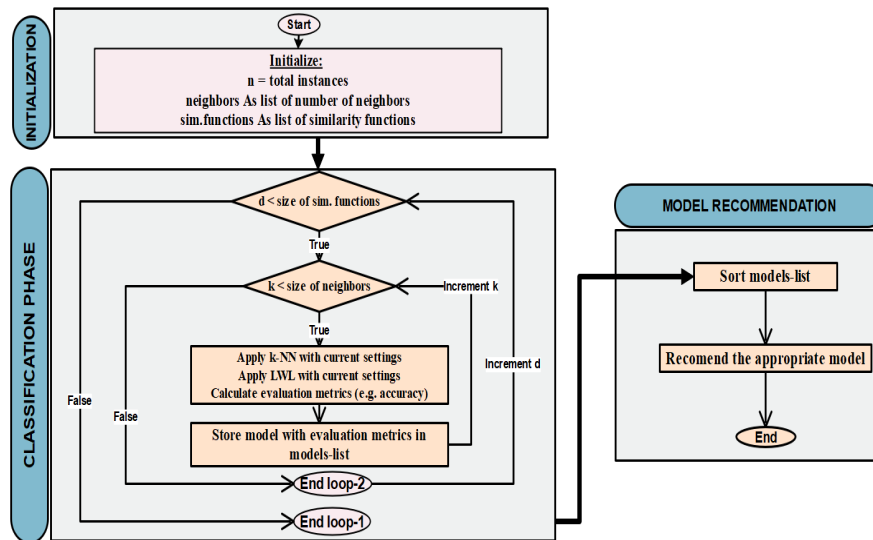 INITIALIZATION
Start
Initialize:
n = total instances
neighbors As list of number of neighbors
sim.functions As list of similarity functions
CLASSIFICATION PHASE
d < size of sim. functions
True
k < size of neighbors
Increment k
True
Apply k-NN with current settings
Apply LWL with current settings
Calculate evaluation metrics (e.g. accuracy)
Increment d
False
False
Store model with evaluation metrics in
models-list
End loop-2
End loop-1
MODEL RECOMMENDATION
Sort models-list
Recomend the appropriate model
End